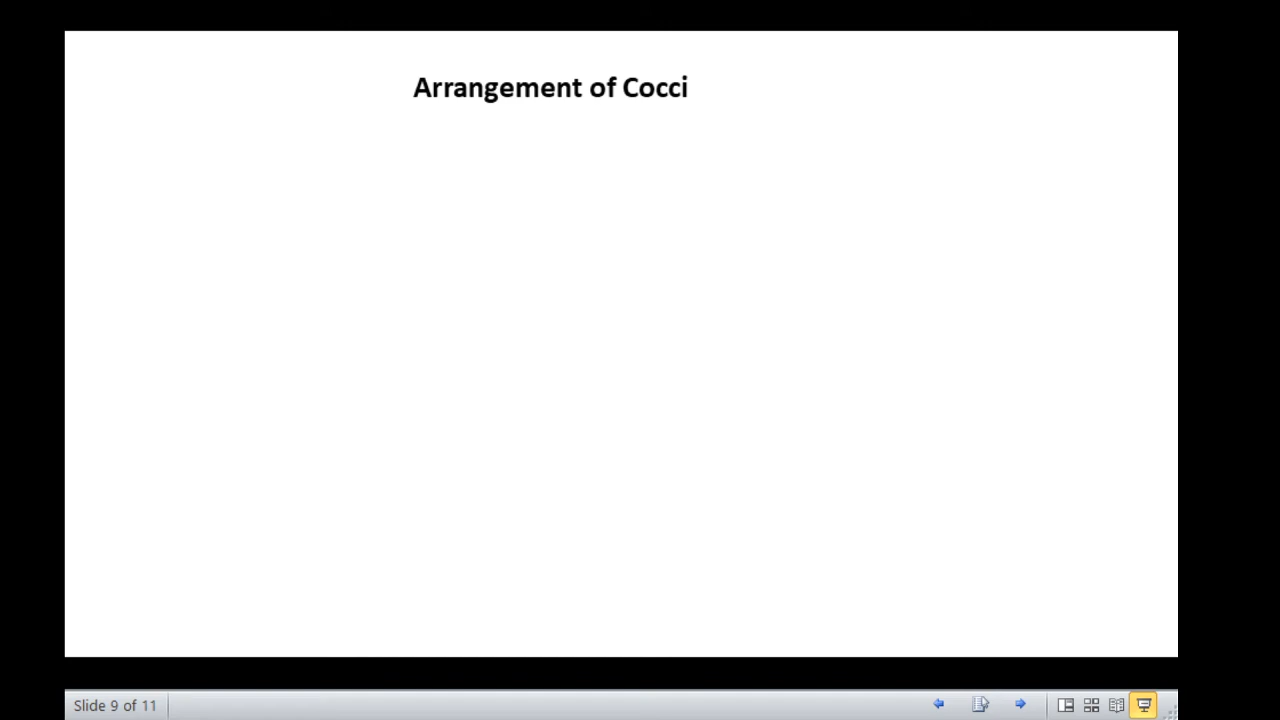 Arrangement of Cocci
Slide 9 of 11